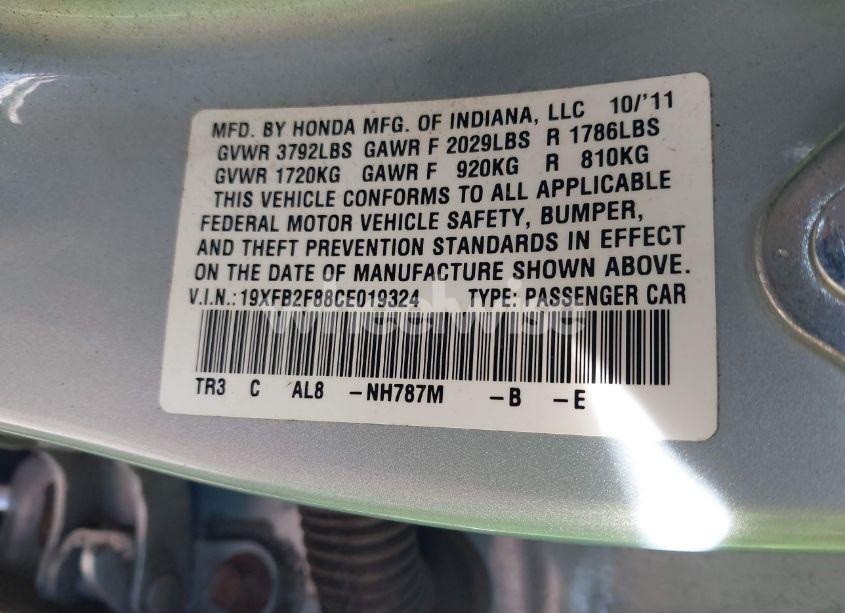 MFD. BY HONDA MFG. OF INDIANA, LLC 10/'11
GVWR 3792LBS GAWR F 2029LBS R 1786LBS
GVWR 1720KG GAWR F 920KG R 810KG
THIS VEHICLE CONFORMS TO ALL APPLICABLE
FEDERAL MOTOR VEHICLE SAFETY, BUMPER,
AND THEFT PREVENTION STANDARDS IN EFFECT
ON THE DATE OF MANUFACTURE SHOWN ABOVE.
V.I.N.:19XFB2F88CE019324 TYPE: PASSENGER CAR
wheelwise
TR3 C AL8 -NH787M -B -E